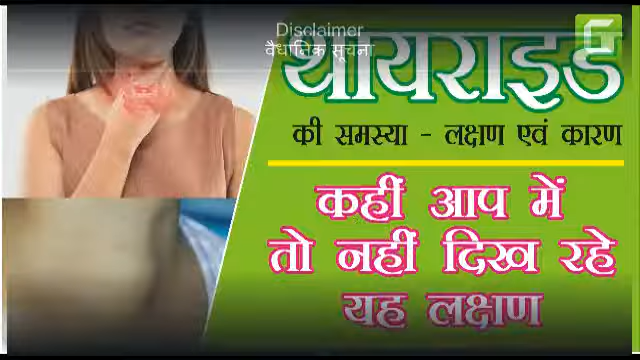 Disclaimer
वैधानिक सूचना
थायराइड
की समस्या - लक्षण एवं कारण
कहीं आप में
तो नहीं दिख रहे
यह लक्षण